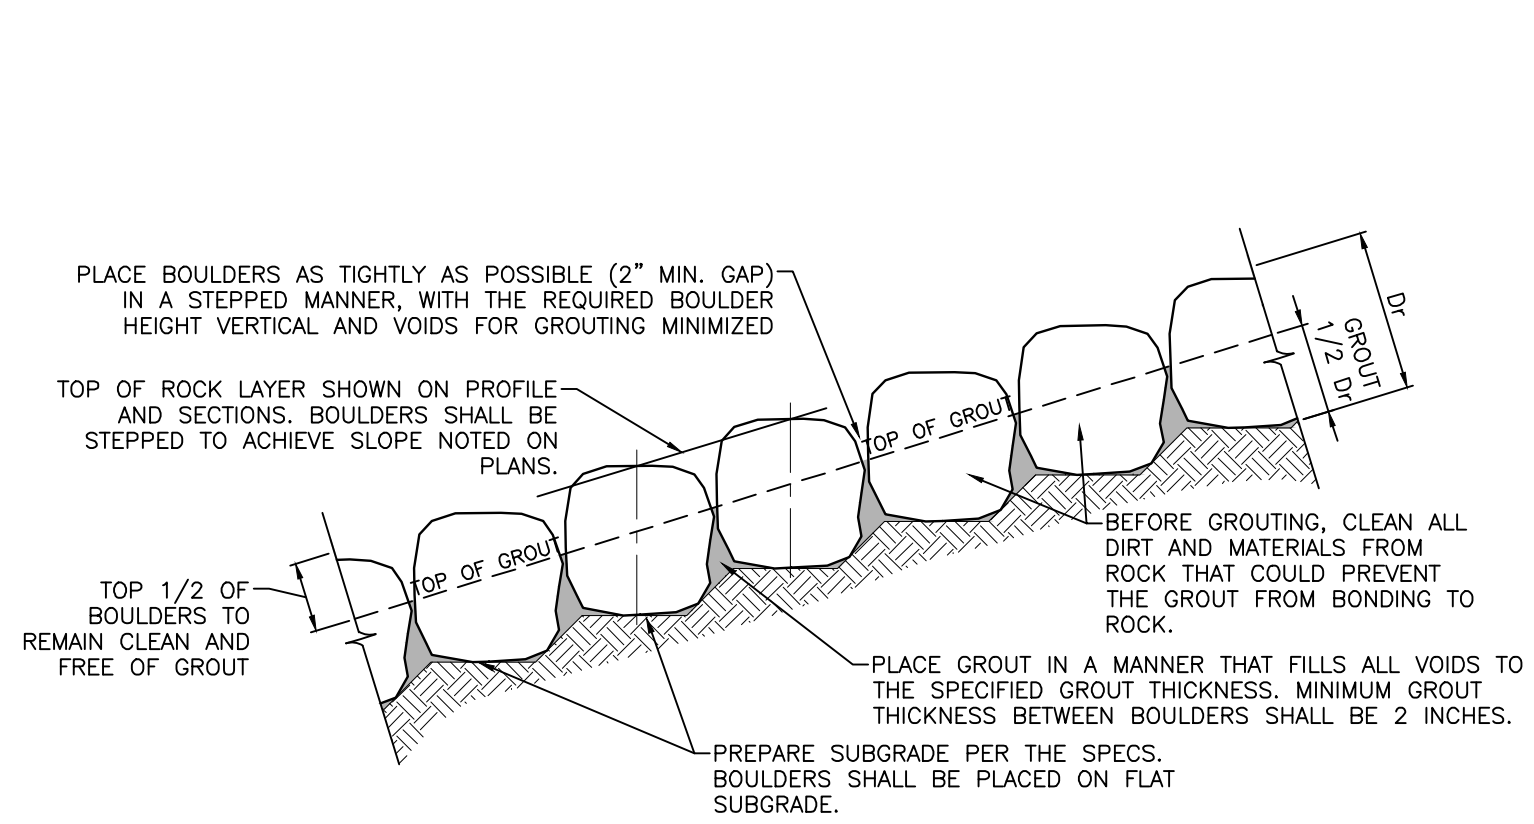 PLACE BOULDERS AS TIGHTLY AS POSSIBLE (2” MIN. GAP)
IN A STEPPED MANNER, WITH THE REQUIRED BOULDER
HEIGHT VERTICAL AND VOIDS FOR GROUTING MINIMIZED
TOP OF ROCK LAYER SHOWN ON PROFILE
AND SECTIONS. BOULDERS SHALL BE
STEPPED TO ACHIEVE SLOPE NOTED ON
PLANS.
Dr
GROUT
1/2 Dr
TOP OF GROUT
TOP OF GROUT
TOP 1/2 OF
BOULDERS TO
REMAIN CLEAN AND
FREE OF GROUT
BEFORE GROUTING, CLEAN ALL
DIRT AND MATERIALS FROM
ROCK THAT COULD PREVENT
THE GROUT FROM BONDING TO
ROCK.
PLACE GROUT IN A MANNER THAT FILLS ALL VOIDS TO
THE SPECIFIED GROUT THICKNESS. MINIMUM GROUT
THICKNESS BETWEEN BOULDERS SHALL BE 2 INCHES.
PREPARE SUBGRADE PER THE SPECS.
BOULDERS SHALL BE PLACED ON FLAT
SUBGRADE.